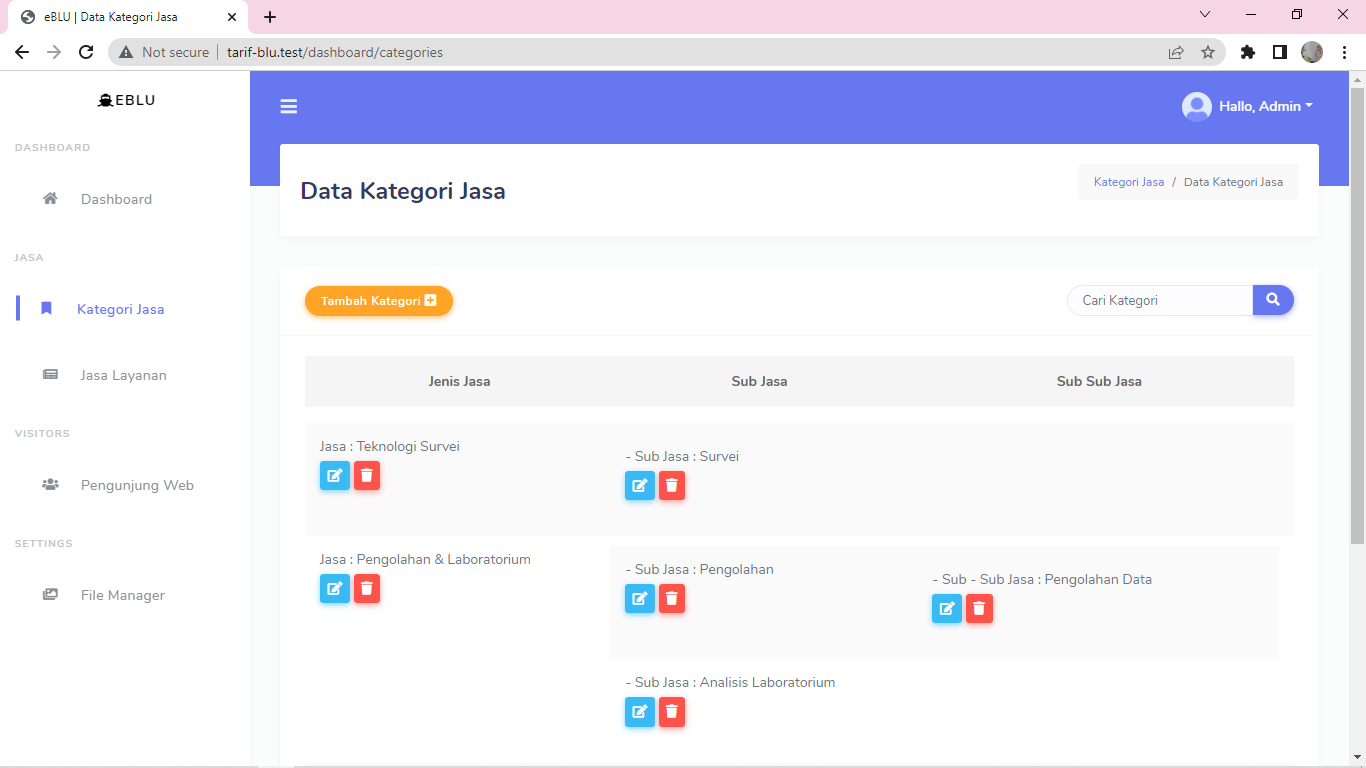 eBLU | Data Kategori Jasa
Not secure tarif-blu.test/dashboard/categories
EBLU
Hallo, Admin
DASHBOARD
Dashboard
JASA
Kategori Jasa
Jasa Layanan
VISITORS
Pengunjung Web
SETTINGS
File Manager
Data Kategori Jasa
Kategori Jasa / Data Kategori Jasa
Tambah Kategori
Cari Kategori
Jenis Jasa Sub Jasa Sub Sub Jasa
Jasa : Teknologi Survei
- Sub Jasa : Survei
Jasa : Pengolahan & Laboratorium
- Sub Jasa : Pengolahan
- Sub - Sub Jasa : Pengolahan Data
- Sub Jasa : Analisis Laboratorium